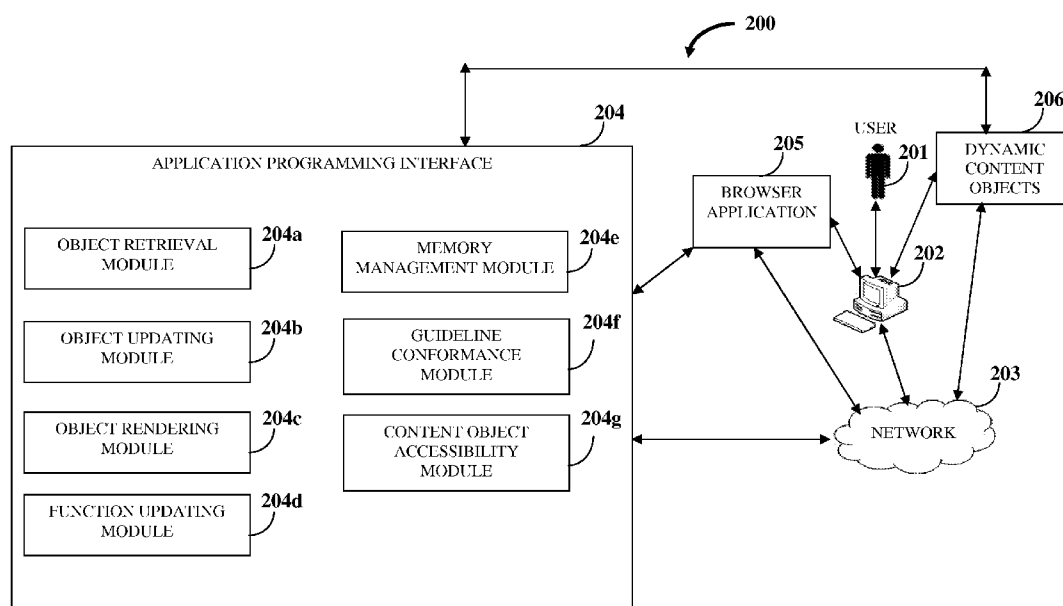 200
204
APPLICATION PROGRAMMING INTERFACE
OBJECT RETRIEVAL
MODULE
204a
OBJECT UPDATING
MODULE
204b
OBJECT RENDERING
MODULE
204c
FUNCTION UPDATING
MODULE
204d
MEMORY
MANAGEMENT MODULE
204e
GUIDELINE
CONFORMANCE
MODULE
204f
CONTENT OBJECT
ACCESSIBILITY
MODULE
204g
205
BROWSER
APPLICATION
USER
201
206
DYNAMIC
CONTENT
OBJECTS
202
203
NETWORK